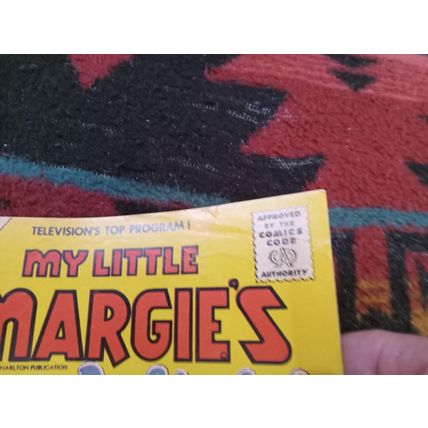 TELEVISION'S TOP PROGRAM!
MY LITTLE
MARGIE'S
APPROVED
BY THE
COMICS
CODE
CA
AUTHORITY
CHARLTON PUBLICATION